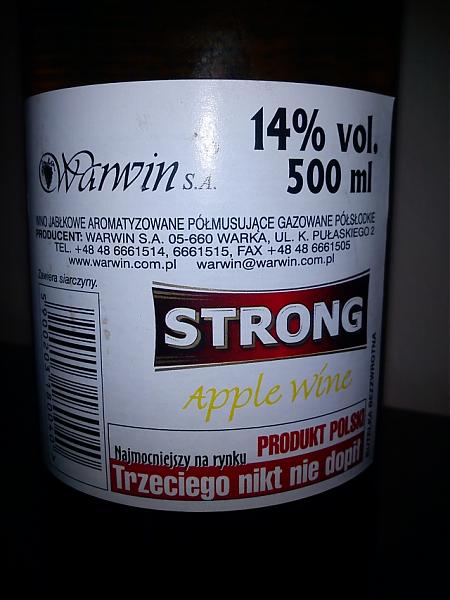 14% vol.
500 ml
Warwin S.A.
WINO JABŁKOWE AROMATYZOWANE PÓŁMUSUJĄCE GAZOWANE PÓŁSŁODKIE
PRODUCENT: WARWIN S.A. 05-660 WARKA, UL. K. PUŁASKIEGO 2
TEL. +48 48 6661514, 6661515, FAX +48 48 6661505
www.warwin.com.pl warwin@warwin.com.pl
Zawiera siarczyny.
STRONG
Apple Wine
PRODUKT POLSKI
Najmocniejszy na rynku
Trzeciego nikt nie dopił
BUTELKA BEZZWROTNA